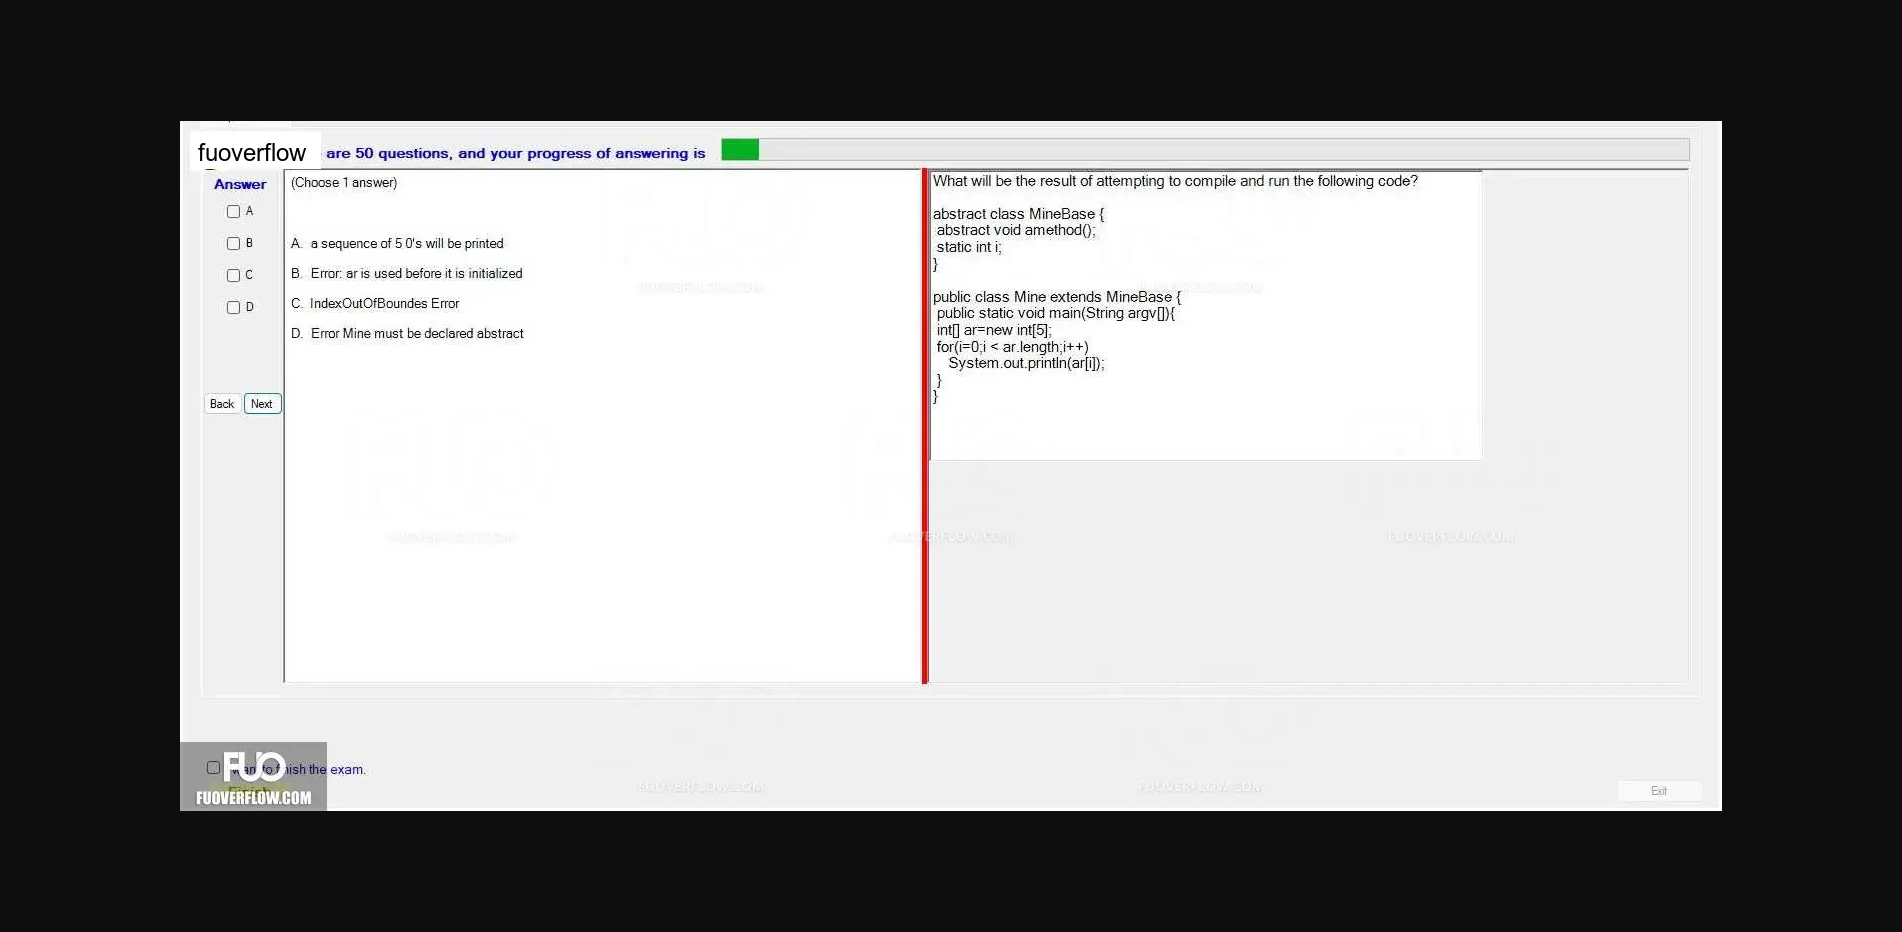 fuoverflow
are 50 questions, and your progress of answering is
Answer
A
B
C
D
Back Next
(Choose 1 answer)
A. a sequence of 5 0's will be printed
B. Error: ar is used before it is initialized
C. IndexOutOfBoundes Error
D. Error Mine must be declared abstract
What will be the result of attempting to compile and run the following code?
abstract class MineBase {
abstract void amethod();
static int i;
}
public class Mine extends MineBase {
public static void main(String argv[]){
int[] ar=new int[5];
for(i=0;i < ar.length;i++)
System.out.println(ar[i]);
}
}
FUOVERFLOW.COM
FUOVERFLOW.COM
FUOVERFLOW.COM
FUOVERFLOW.COM
FUOVERFLOW.COM
FUOVERFLOW.COM
FUOVERFLOW.COM
FUO
to finish the exam.
Finish
FUOVERFLOW.COM
Exit